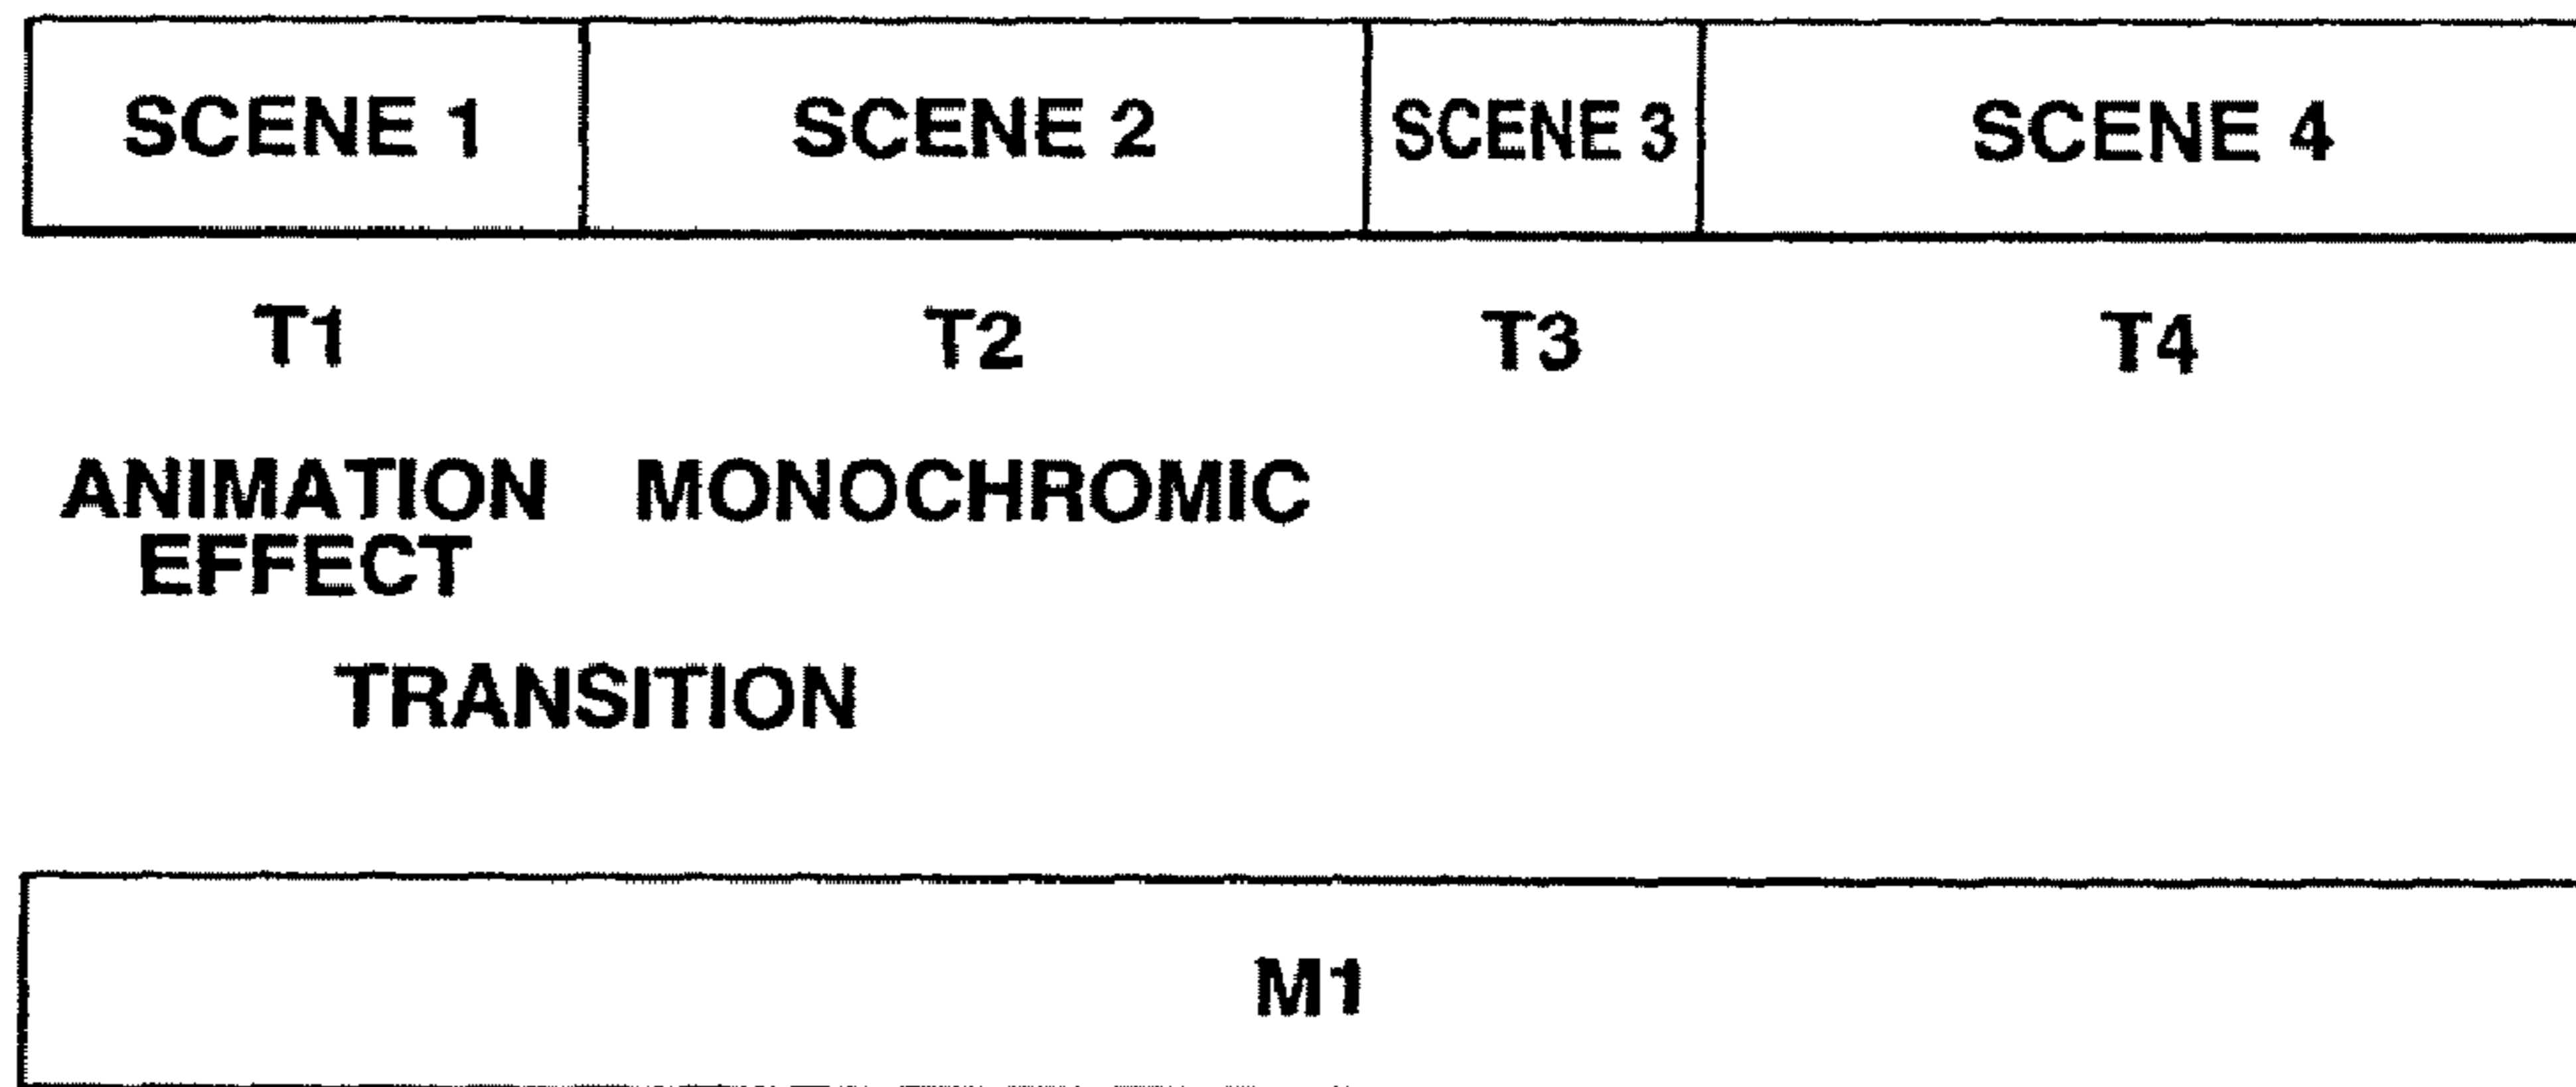 SCENE 1 SCENE 2 SCENE 3 SCENE 4
T1 T2 T3 T4
ANIMATION MONOCHROMIC
EFFECT
TRANSITION
M1